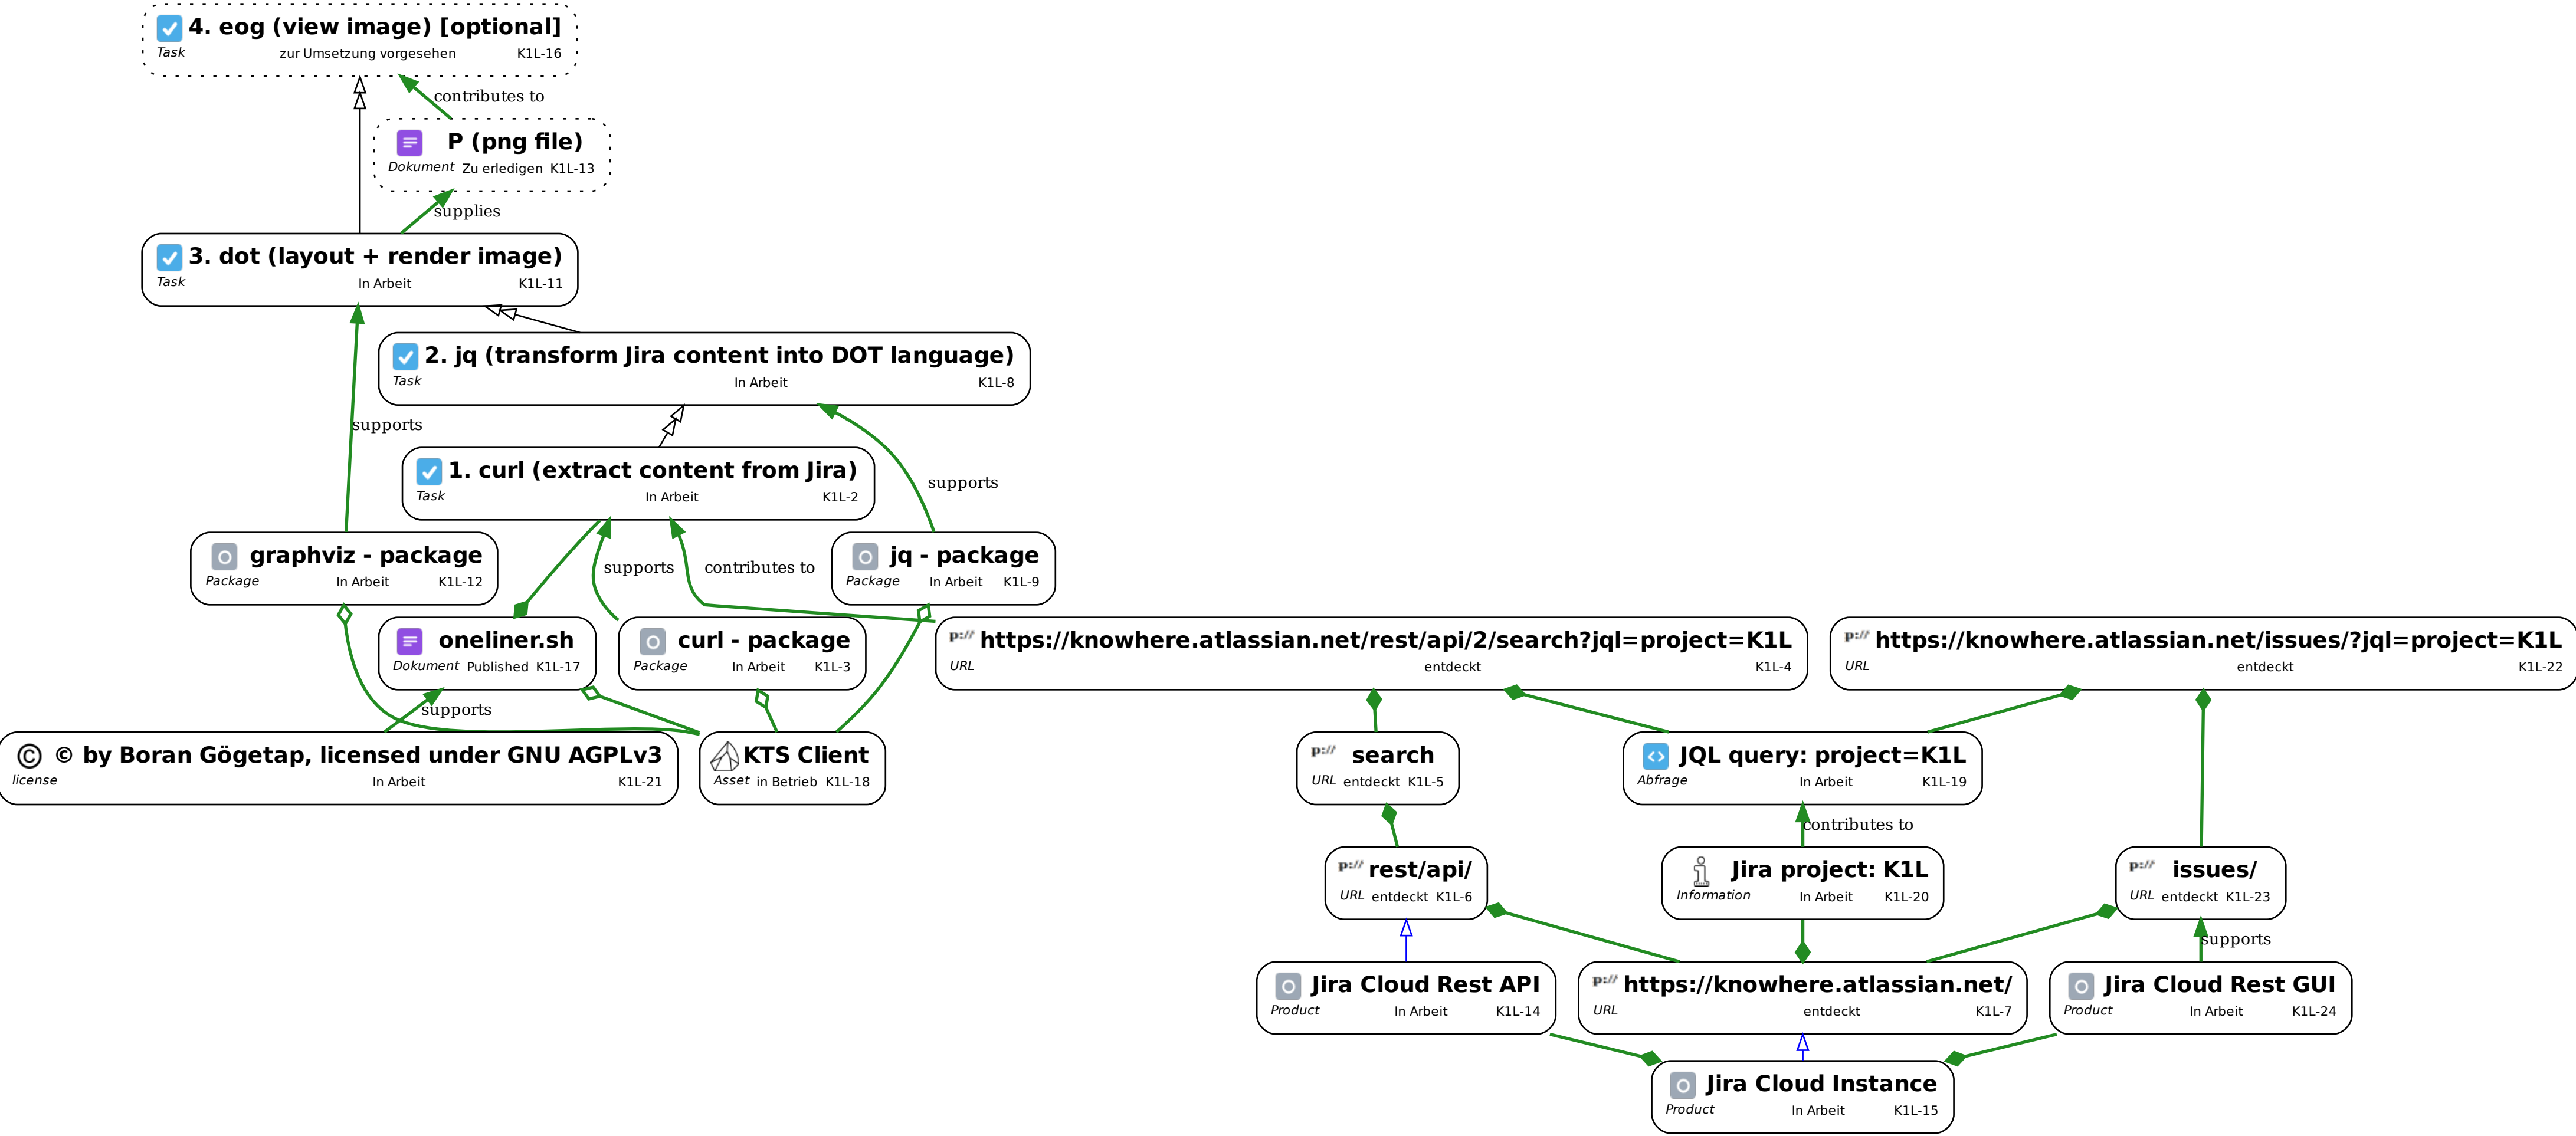 4. eog (view image) [optional]
Task zur Umsetzung vorgesehen K1L-16
contributes to
P (png file)
Dokument Zu erledigen K1L-13
supplies
3. dot (layout + render image)
Task In Arbeit K1L-11
2. jq (transform Jira content into DOT language)
Task In Arbeit K1L-8
supports
1. curl (extract content from Jira)
Task In Arbeit K1L-2
supports
graphviz - package
Package In Arbeit K1L-12
supports
contributes to
jq - package
Package In Arbeit K1L-9
oneliner.sh
Dokument Published K1L-17
curl - package
Package In Arbeit K1L-3
p://
https://knowhere.atlassian.net/rest/api/2/search?jql=project=K1L
URL entdeckt K1L-4
p://
https://knowhere.atlassian.net/issues/?jql=project=K1L
URL entdeckt K1L-22
supports
© © by Boran Gögetap, licensed under GNU AGPLv3
license In Arbeit K1L-21
KTS Client
Asset in Betrieb K1L-18
p:// search
URL entdeckt K1L-5
JQL query: project=K1L
Abfrage In Arbeit K1L-19
contributes to
p:// rest/api/
URL entdeckt K1L-6
Jira project: K1L
Information In Arbeit K1L-20
p:// issues/
URL entdeckt K1L-23
supports
Jira Cloud Rest API
Product In Arbeit K1L-14
p:// https://knowhere.atlassian.net/
URL entdeckt K1L-7
Jira Cloud Rest GUI
Product In Arbeit K1L-24
Jira Cloud Instance
Product In Arbeit K1L-15